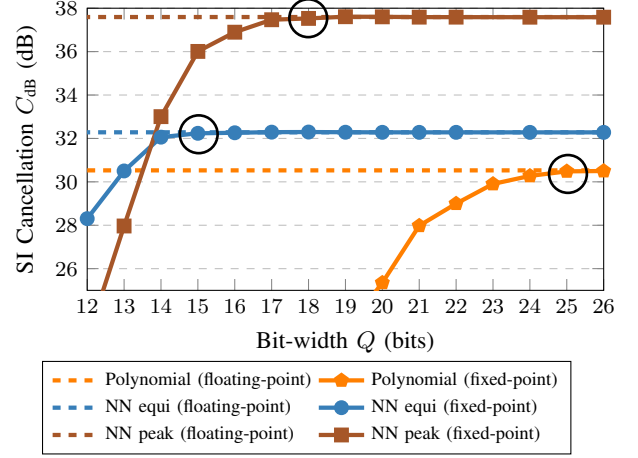 38
36
34
32
30
28
26
SI Cancellation C_dB (dB)
12 13 14 15 16 17 18 19 20 21 22 23 24 25 26
Bit-width Q (bits)
Polynomial (floating-point) Polynomial (fixed-point)
NN equi (floating-point) NN equi (fixed-point)
NN peak (floating-point) NN peak (fixed-point)